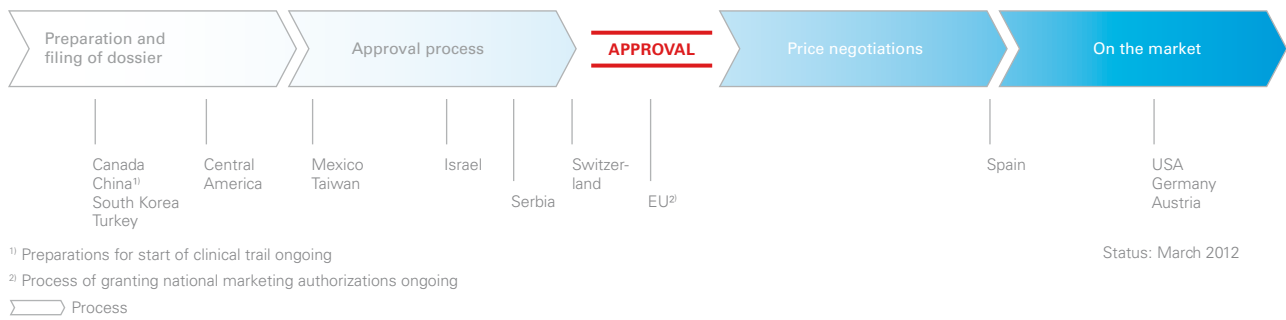 Preparation and
filing of dossier
Approval process
APPROVAL
Price negotiations
On the market
Canada
China¹⁾
South Korea
Turkey
Central
America
Mexico
Taiwan
Israel
Serbia
Switzer-
land
EU²⁾
Spain
USA
Germany
Austria
¹⁾ Preparations for start of clinical trail ongoing
Status: March 2012
²⁾ Process of granting national marketing authorizations ongoing
Process